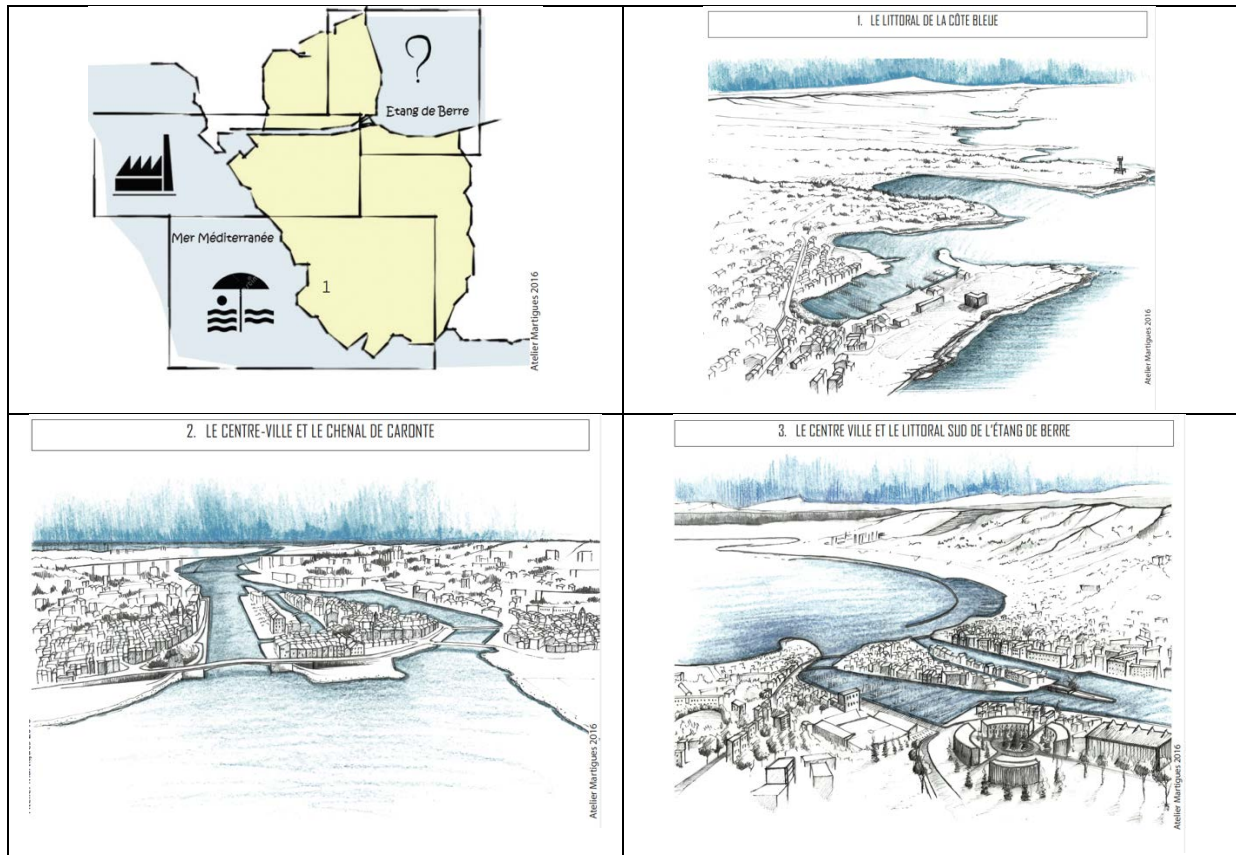 ?
Etang de Berre
Mer Méditerranée
1
Atelier Martigues 2016
1. LE LITTORAL DE LA CÔTE BLEUE
Atelier Martigues 2016
2. LE CENTRE-VILLE ET LE CHENAL DE CARONTE
Atelier Martigues 2016
3. LE CENTRE VILLE ET LE LITTORAL SUD DE L'ÉTANG DE BERRE
Atelier Martigues 2016